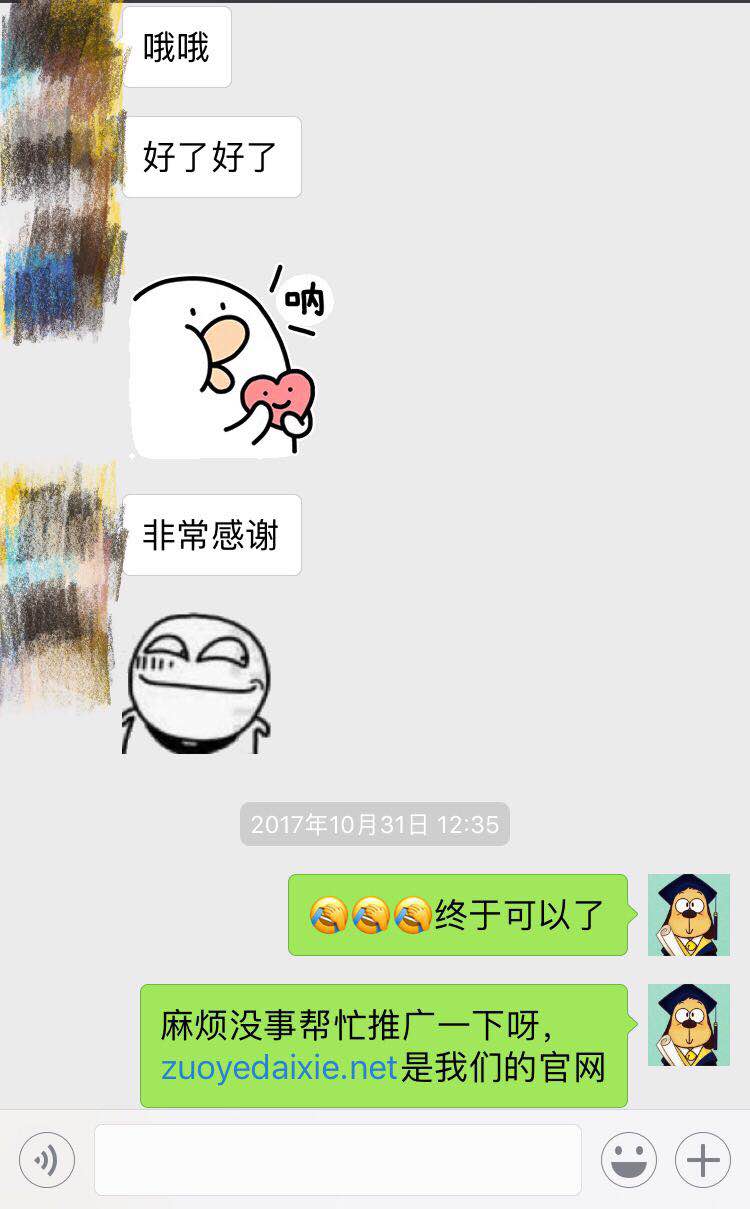 哦哦
好了好了
呐
非常感谢
2017年10月31日 12:35
🤦🤦🤦终于可以了
麻烦没事帮忙推广一下呀,
zuoyedaixie.net是我们的官网